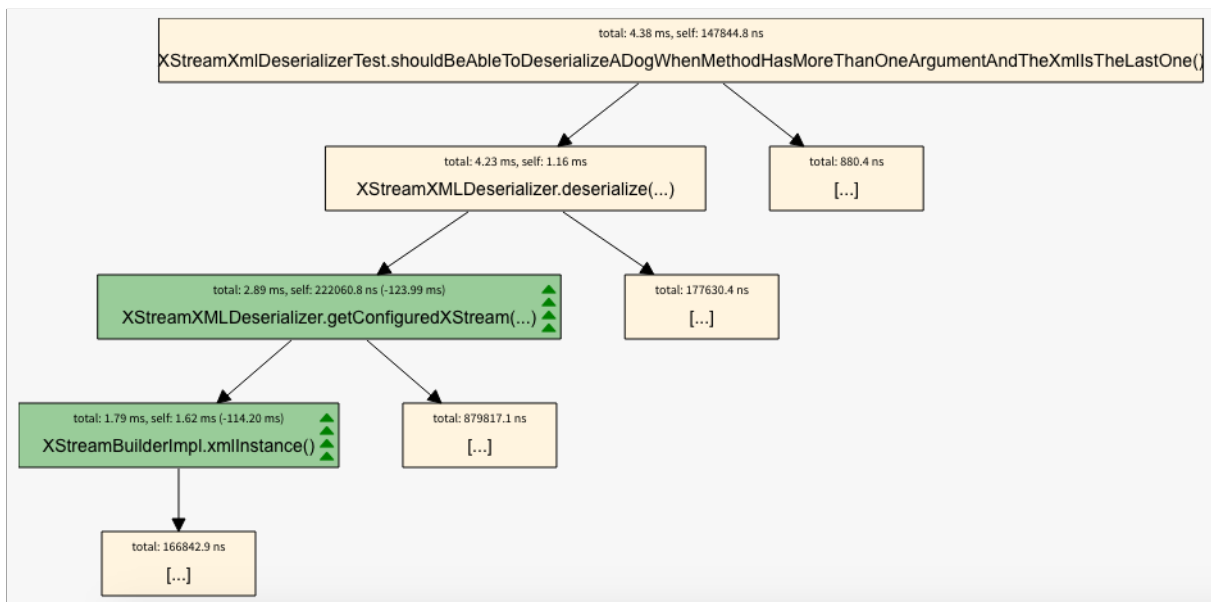 total: 4.38 ms, self: 147844.8 ns
XStreamXmlDeserializerTest.shouldBeAbleToDeserializeADogWhenMethodHasMoreThanOneArgumentAndTheXmlIsTheLastOne()
total: 4.23 ms, self: 1.16 ms
XStreamXMLDeserializer.deserialize(...)
total: 880.4 ns
[...]
total: 2.89 ms, self: 222060.8 ns (-123.99 ms)
XStreamXMLDeserializer.getConfiguredXStream(...)
total: 177630.4 ns
[...]
total: 1.79 ms, self: 1.62 ms (-114.20 ms)
XStreamBuilderImpl.xmlInstance()
total: 879817.1 ns
[...]
total: 166842.9 ns
[...]